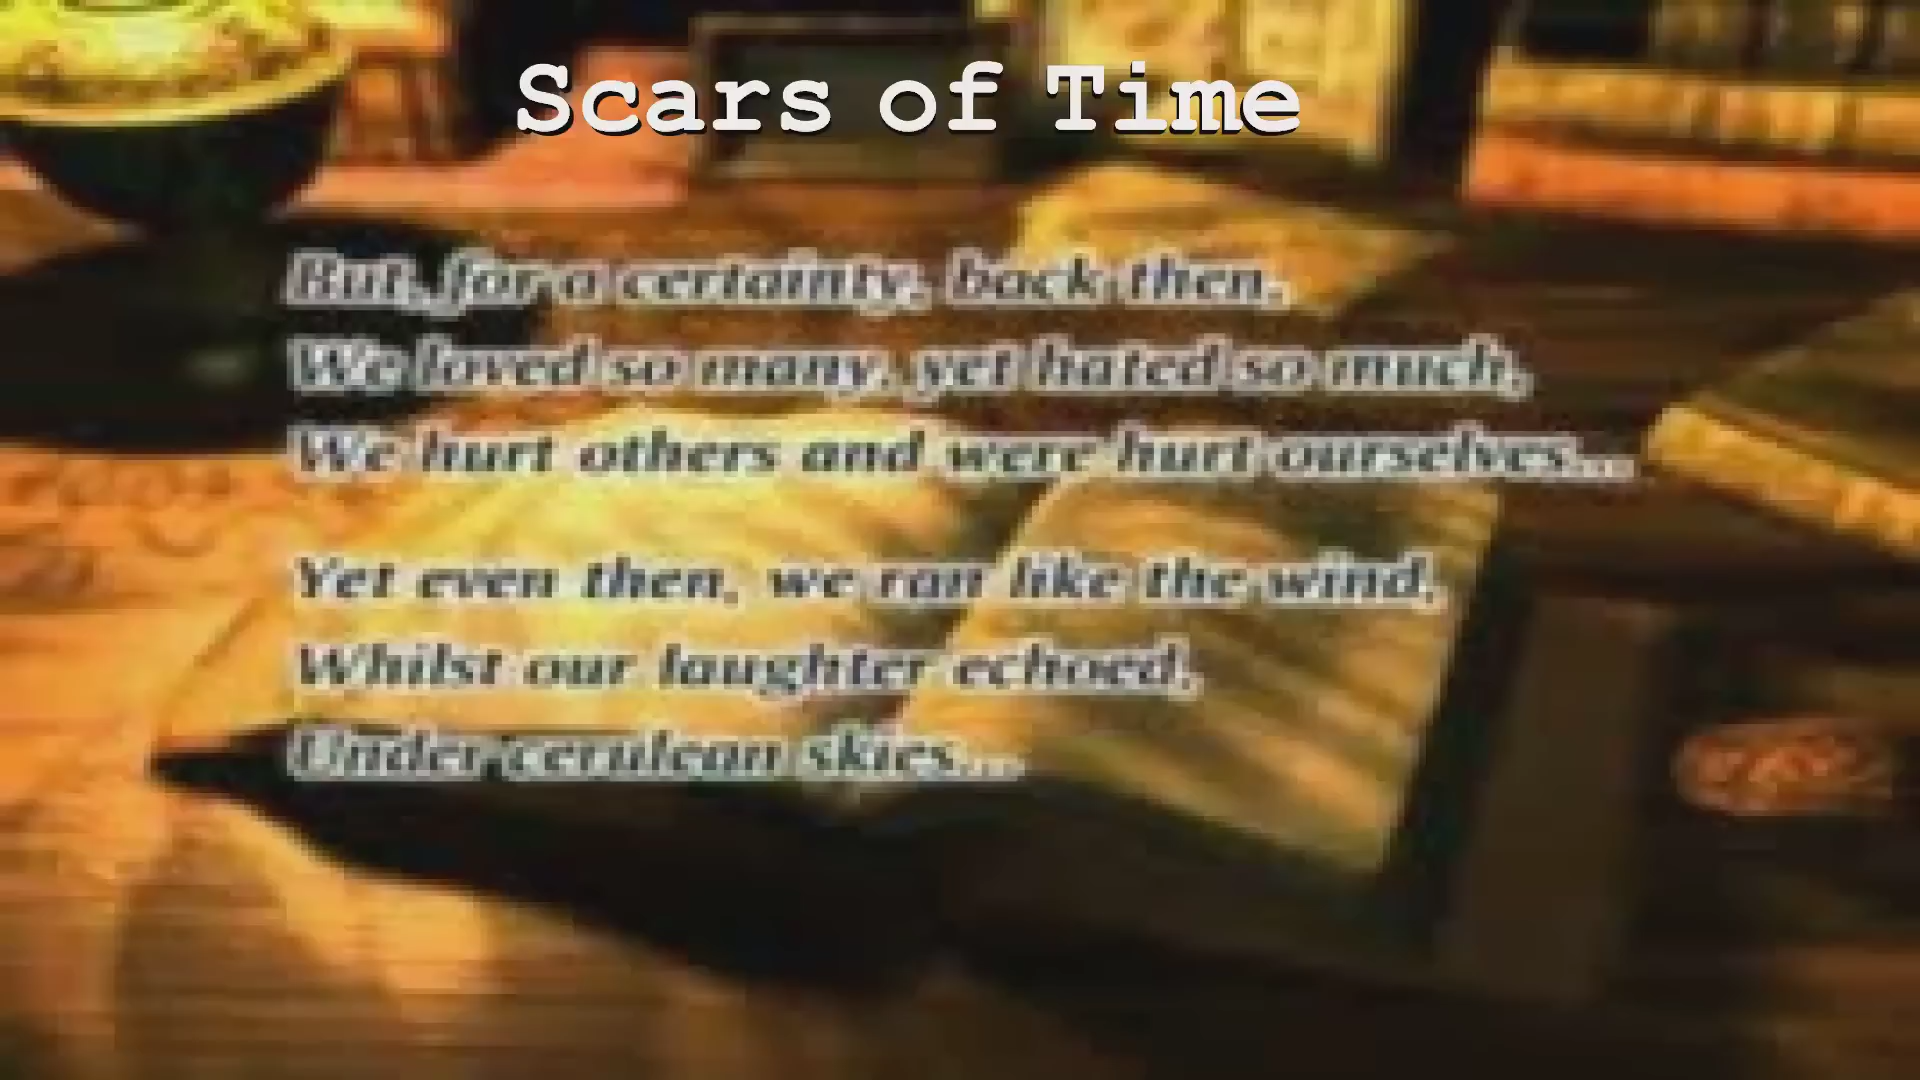 Scars of Time
But, for a certainty, back then,
We loved so many, yet hated so much,
We hurt others and were hurt ourselves...
Yet even then, we ran like the wind,
Whilst our laughter echoed,
Under cerulean skies...